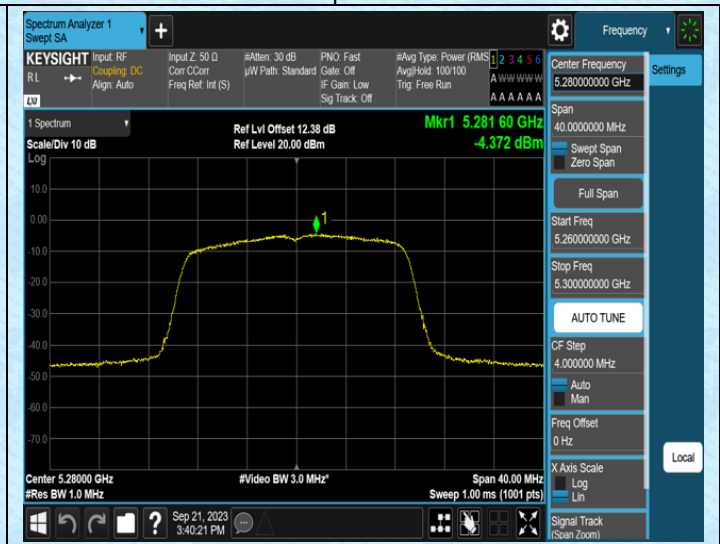 Spectrum Analyzer 1
Swept SA
Frequency
KEYSIGHT
RL
LXI
Input: RF
Coupling: DC
Align: Auto
Input Z: 50 Ω
Corr CCorr
Freq Ref: Int (S)
#Atten: 30 dB
µW Path: Standard
PNO: Fast
Gate: Off
IF Gain: Low
Sig Track: Off
#Avg Type: Power (RMS
Avg|Hold: 100/100
Trig: Free Run
1 2 3 4 5 6
A W W W W W
A A A A A A
1 Spectrum
Scale/Div 10 dB
Log
Ref Lvl Offset 12.38 dB
Ref Level 20.00 dBm
Mkr1 5.281 60 GHz
-4.372 dBm
10.0
0.00
-10.0
-20.0
-30.0
-40.0
-50.0
-60.0
-70.0
1
Center 5.28000 GHz
#Res BW 1.0 MHz
#Video BW 3.0 MHz*
Span 40.00 MHz
Sweep 1.00 ms (1001 pts)
Center Frequency
5.280000000 GHz
Settings
Span
40.0000000 MHz
Swept Span
Zero Span
Full Span
Start Freq
5.260000000 GHz
Stop Freq
5.300000000 GHz
AUTO TUNE
CF Step
4.000000 MHz
Auto
Man
Freq Offset
0 Hz
X Axis Scale
Log
Lin
Signal Track
(Span Zoom)
Local
?
Sep 21, 2023
3:40:21 PM